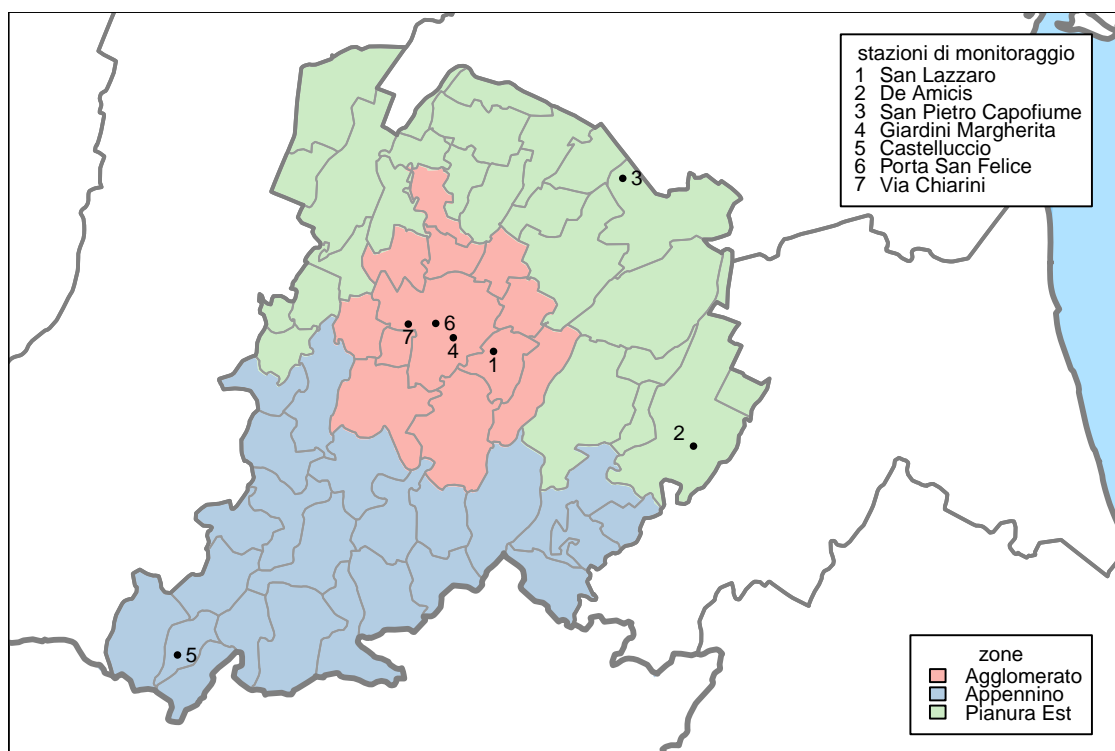 stazioni di monitoraggio
1 San Lazzaro
2 De Amicis
3 San Pietro Capofiume
4 Giardini Margherita
5 Castelluccio
6 Porta San Felice
7 Via Chiarini
3
6
7
4
1
2
5
zone
Agglomerato
Appennino
Pianura Est